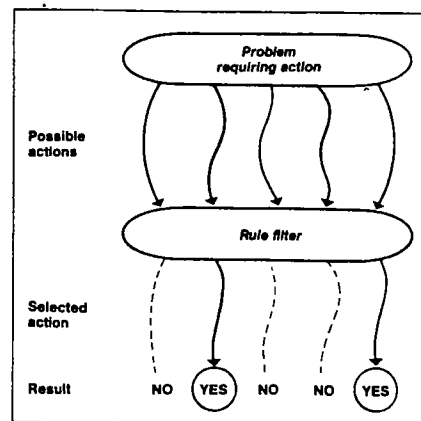 Problem
requiring action
Possible
actions
Rule filter
Selected
action
Result NO YES NO NO YES